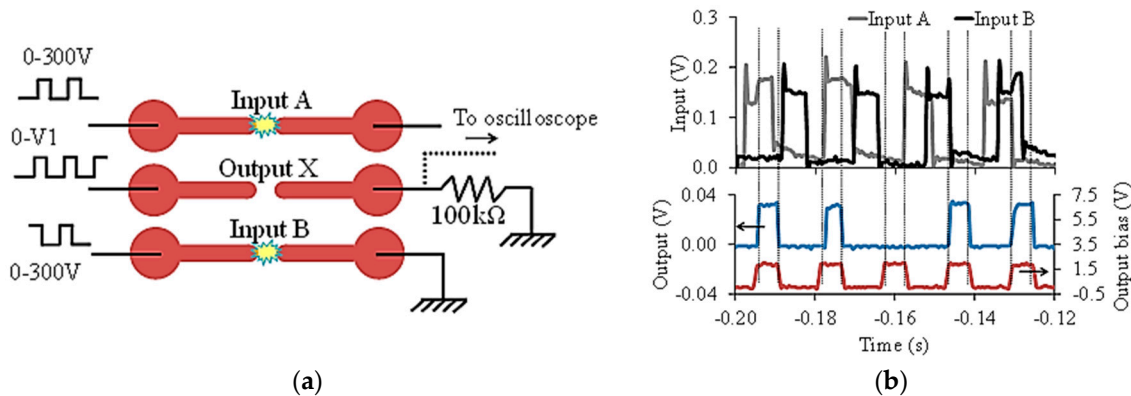 0-300V
Input A
To oscilloscope
0-V1
Output X
100kΩ
Input B
0-300V
(a)
Input A Input B
Input (V)
0.3
0.2
0.1
0.0
Output (V)
0.04
0.00
-0.04
Output bias (V)
7.5
5.5
3.5
1.5
-0.5
-0.20 -0.18 -0.16 -0.14 -0.12
Time (s)
(b)